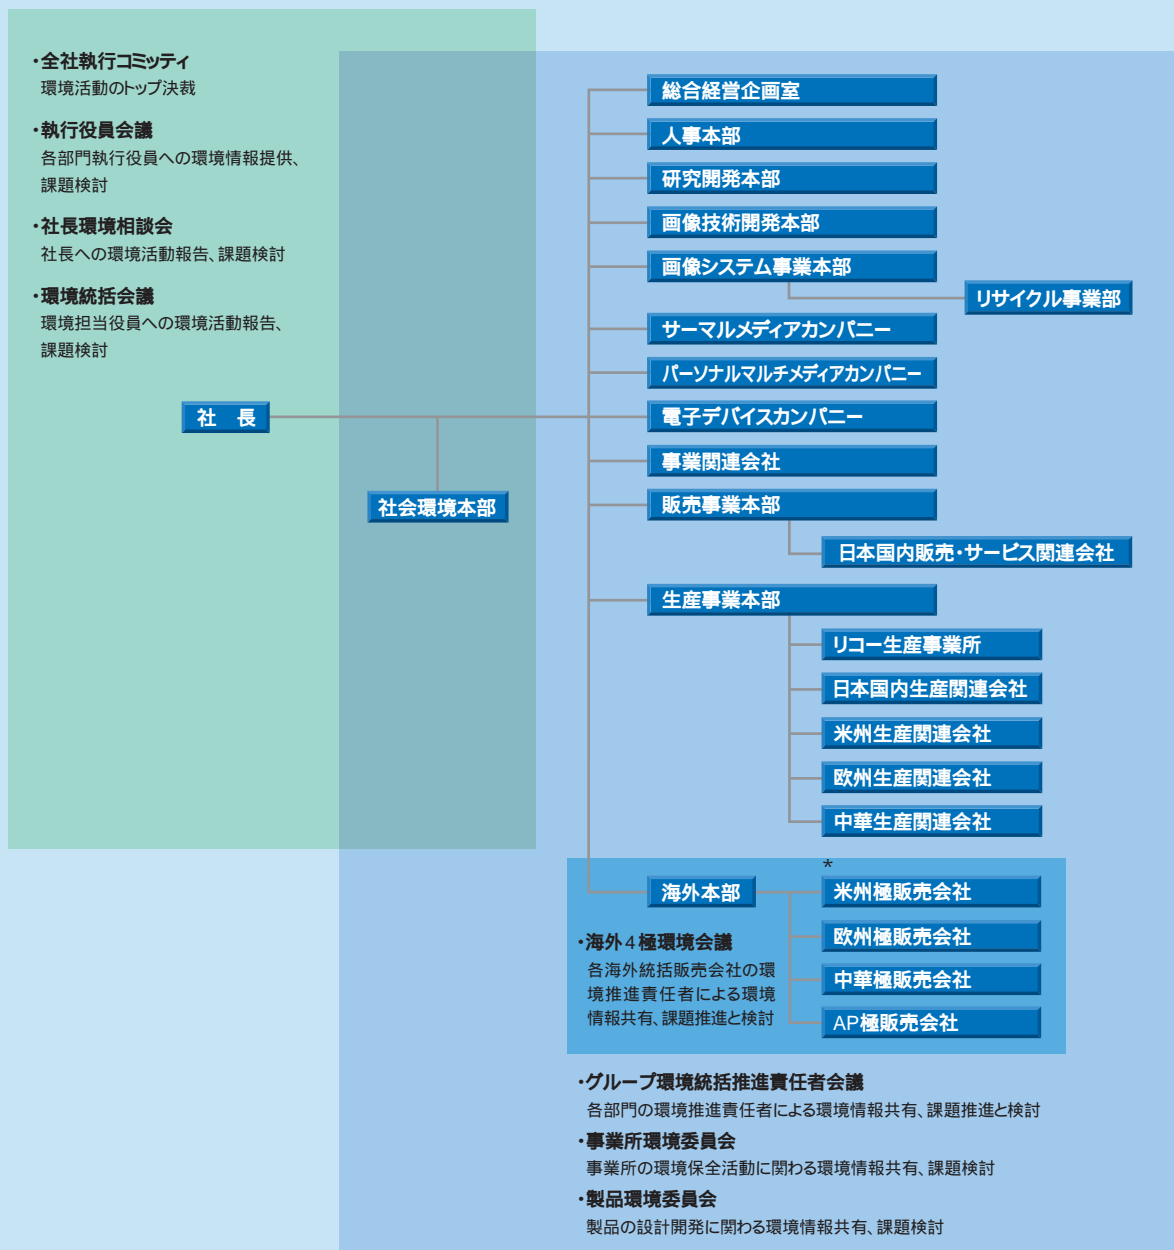 ・全社執行コミッティ
環境活動のトップ決裁
・執行役員会議
各部門執行役員への環境情報提供、
課題検討
・社長環境相談会
社長への環境活動報告、課題検討
・環境統括会議
環境担当役員への環境活動報告、
課題検討
社　長
社会環境本部
総合経営企画室
人事本部
研究開発本部
画像技術開発本部
画像システム事業本部
リサイクル事業部
サーマルメディアカンパニー
パーソナルマルチメディアカンパニー
電子デバイスカンパニー
事業関連会社
販売事業本部
日本国内販売・サービス関連会社
生産事業本部
リコー生産事業所
日本国内生産関連会社
米州生産関連会社
欧州生産関連会社
中華生産関連会社
*
海外本部
米州極販売会社
欧州極販売会社
中華極販売会社
AP極販売会社
・海外4極環境会議
各海外統括販売会社の環
境推進責任者による環境
情報共有、課題推進と検討
・グループ環境統括推進責任者会議
各部門の環境推進責任者による環境情報共有、課題推進と検討
・事業所環境委員会
事業所の環境保全活動に関わる環境情報共有、課題検討
・製品環境委員会
製品の設計開発に関わる環境情報共有、課題検討